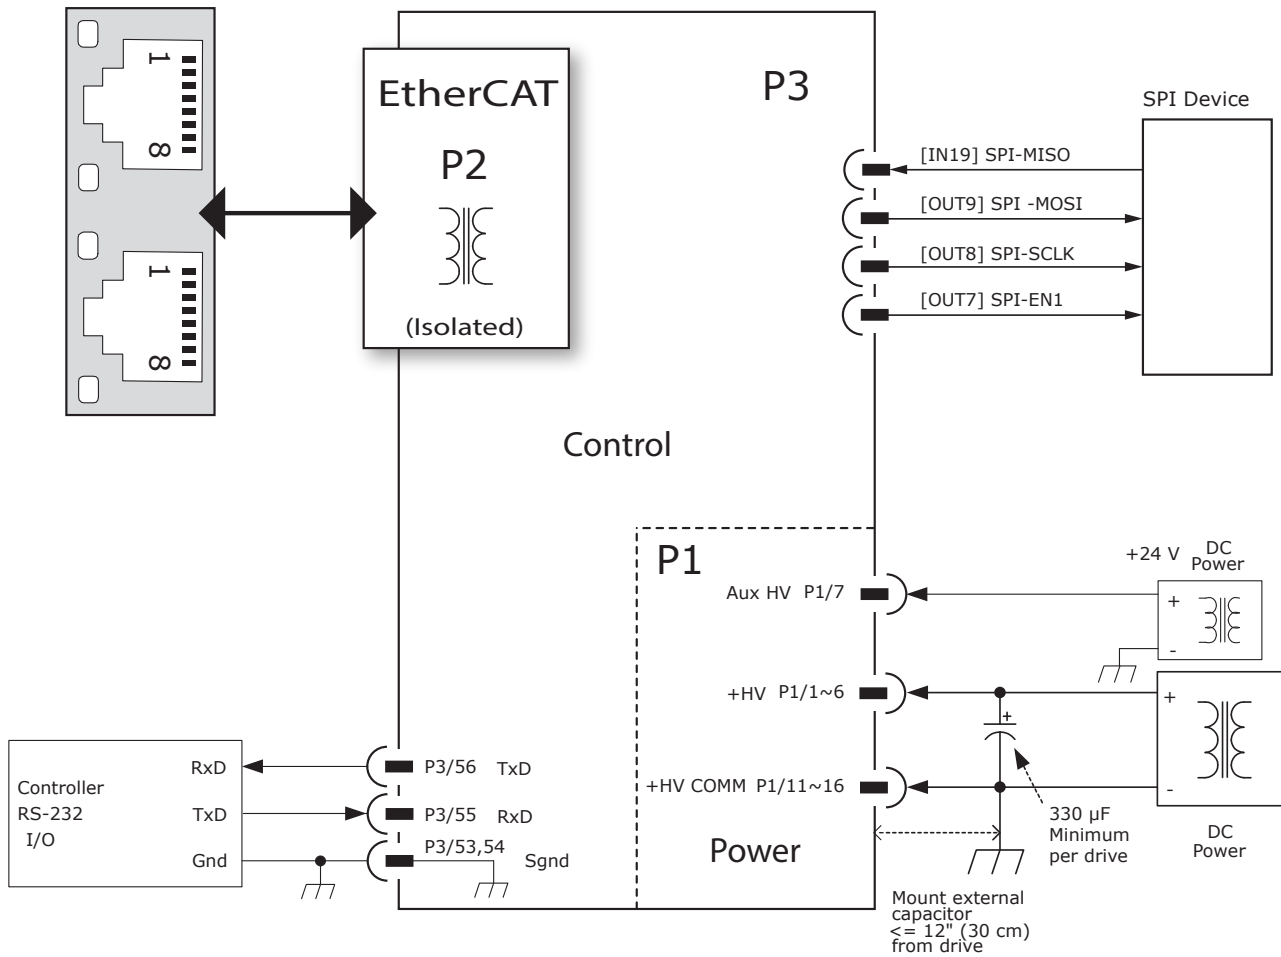 1
8
1
8
EtherCAT
P2
(Isolated)
P3
SPI Device
[IN19] SPI-MISO
[OUT9] SPI -MOSI
[OUT8] SPI-SCLK
[OUT7] SPI-EN1
Control
P1
Aux HV P1/7
+24 V
DC
Power
+
-
+HV P1/1~6
+
+
+HV COMM P1/11~16
-
330 µF
Minimum
per drive
DC
Power
Power
Mount external
capacitor
<= 12" (30 cm)
from drive
Controller
RS-232
I/O
RxD
TxD
Gnd
P3/56 TxD
P3/55 RxD
P3/53,54
Sgnd